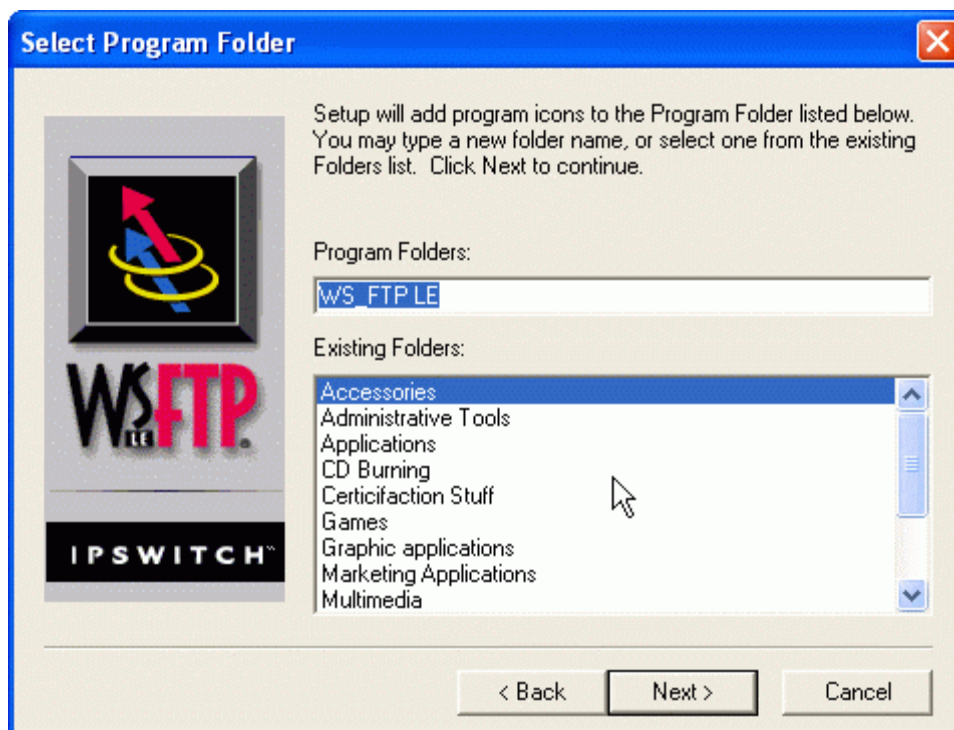 Select Program Folder
Setup will add program icons to the Program Folder listed below.
You may type a new folder name, or select one from the existing
Folders list. Click Next to continue.
Program Folders:
WS_FTP LE
Existing Folders:
Accessories
Administrative Tools
Applications
CD Burning
Certicifaction Stuff
Games
Graphic applications
Marketing Applications
Multimedia
WS FTP®
LE
IPSWITCH™
< Back
Next >
Cancel